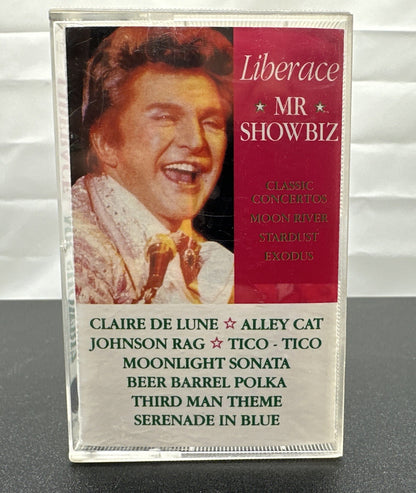 Liberace
★ MR ★
SHOWBIZ
CLASSIC
CONCERTOS
MOON RIVER
STARDUST
EXODUS
CLAIRE DE LUNE ☆ ALLEY CAT
JOHNSON RAG ☆ TICO - TICO
MOONLIGHT SONATA
BEER BARREL POLKA
THIRD MAN THEME
SERENADE IN BLUE